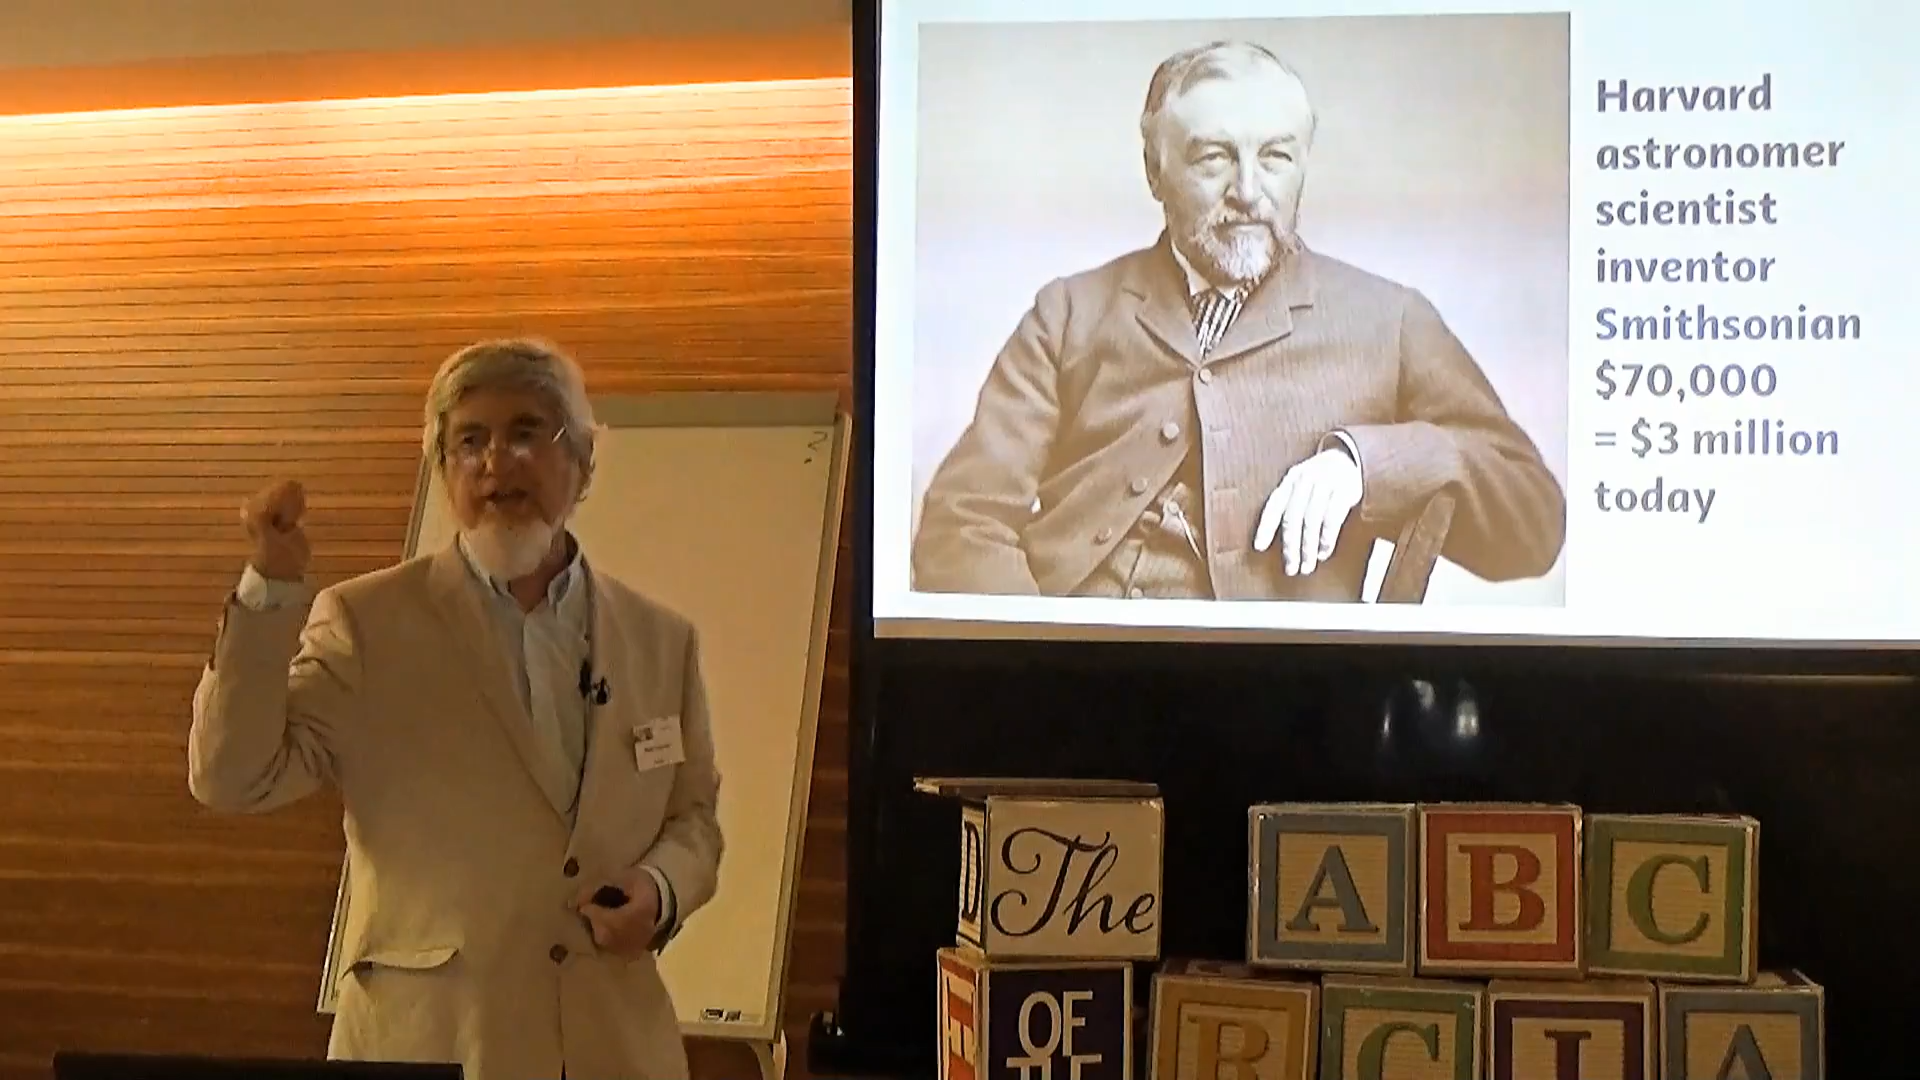 Harvard
astronomer
scientist
inventor
Smithsonian
$70,000
= $3 million
today
?
D The
A B C
OF
B C I A